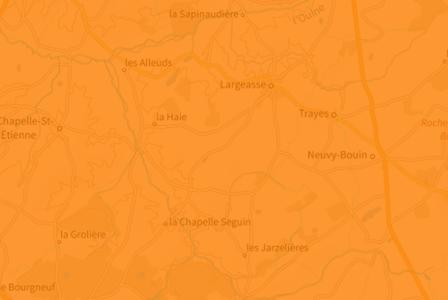 la Sapinaudière
l'Ouine
les Alleuds
Largeasse
Trayes
la Haie
Chapelle-St-
Étienne
Roche
Neuvy-Bouin
la Chapelle Seguin
la Grolière
les Jarzelières
e Bourgneuf